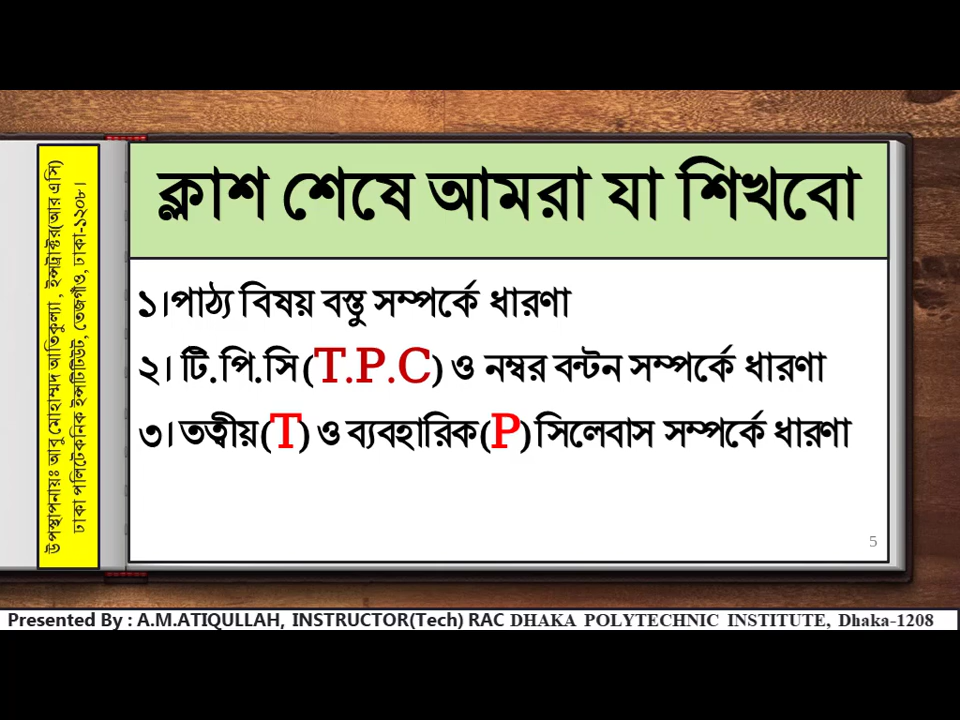 ক্লাশ শেষে আমরা যা শিখবো
১।পাঠ্য বিষয় বস্তু সম্পর্কে ধারণা
২। টি.পি.সি (T.P.C) ও নম্বর বন্টন সম্পর্কে ধারণা
৩। তত্বীয়(T) ও ব্যবহারিক(P) সিলেবাস সম্পর্কে ধারণা
5
উপস্থাপনায়ঃ আবু মোহাম্মদ আতিকুল্যা , ইন্সট্রাক্টর(আর এসি)
ঢাকা পলিটেকনিক ইন্সটিটিউট, তেজগাঁও, ঢাকা-১২০৮।
Presented By : A.M.ATIQULLAH, INSTRUCTOR(Tech) RAC DHAKA POLYTECHNIC INSTITUTE, Dhaka-1208